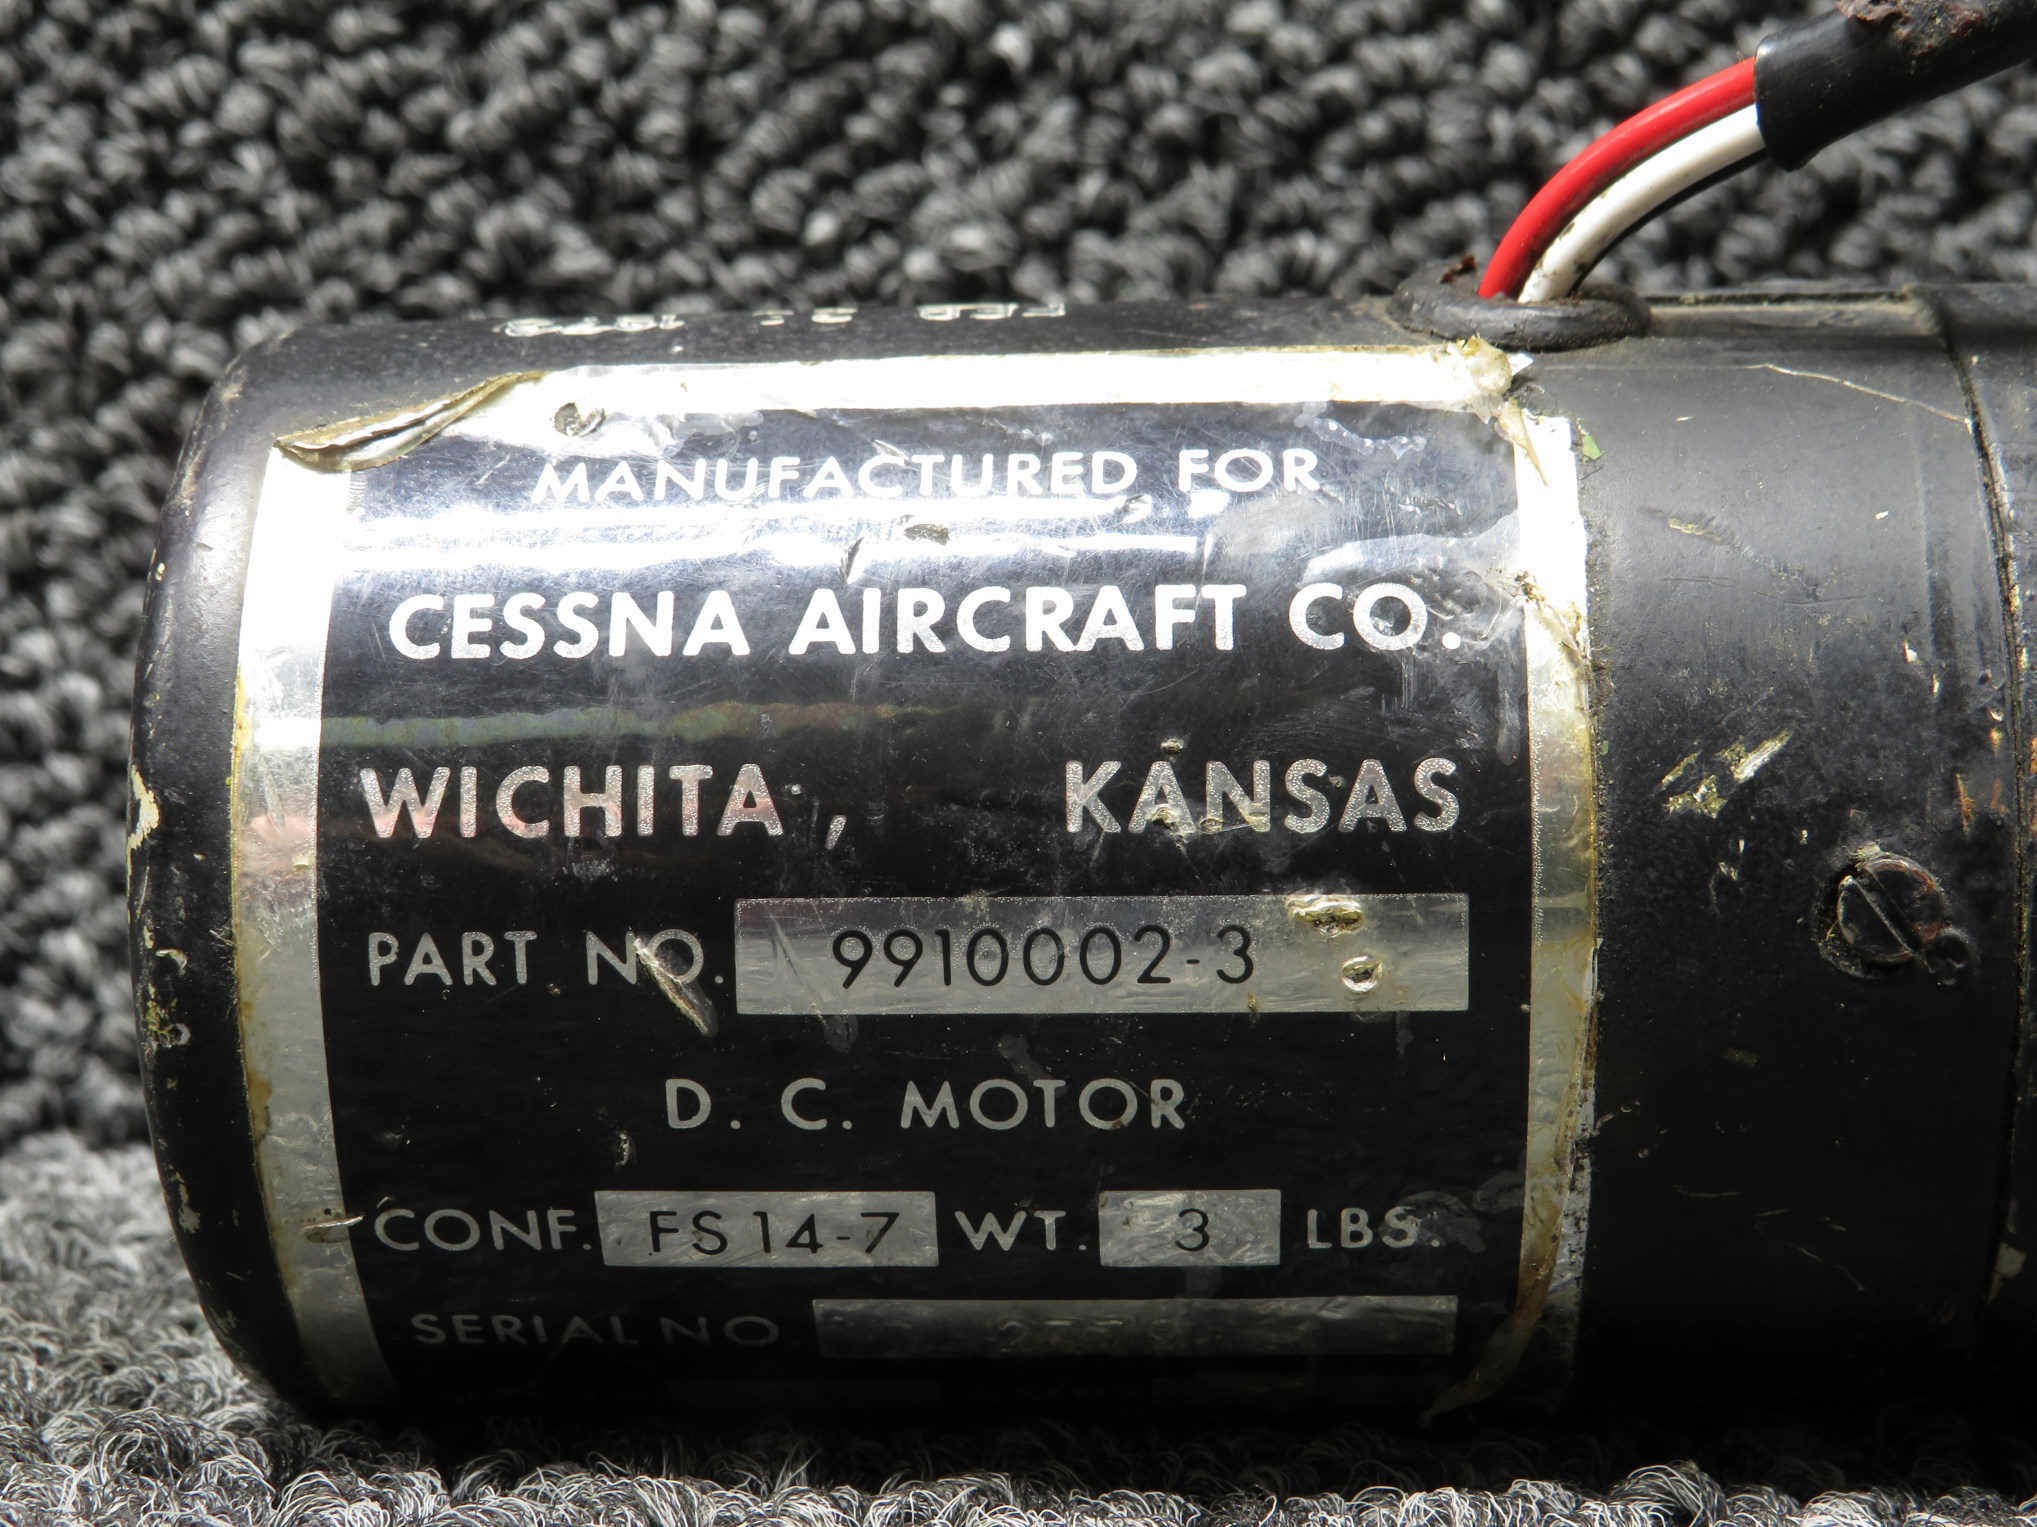 MANUFACTURED FOR
CESSNA AIRCRAFT CO.
WICHITA, KANSAS
PART NO. 9910002-3
D. C. MOTOR
CONF. FS14-7 WT. 3 LBS.
SERIAL NO.